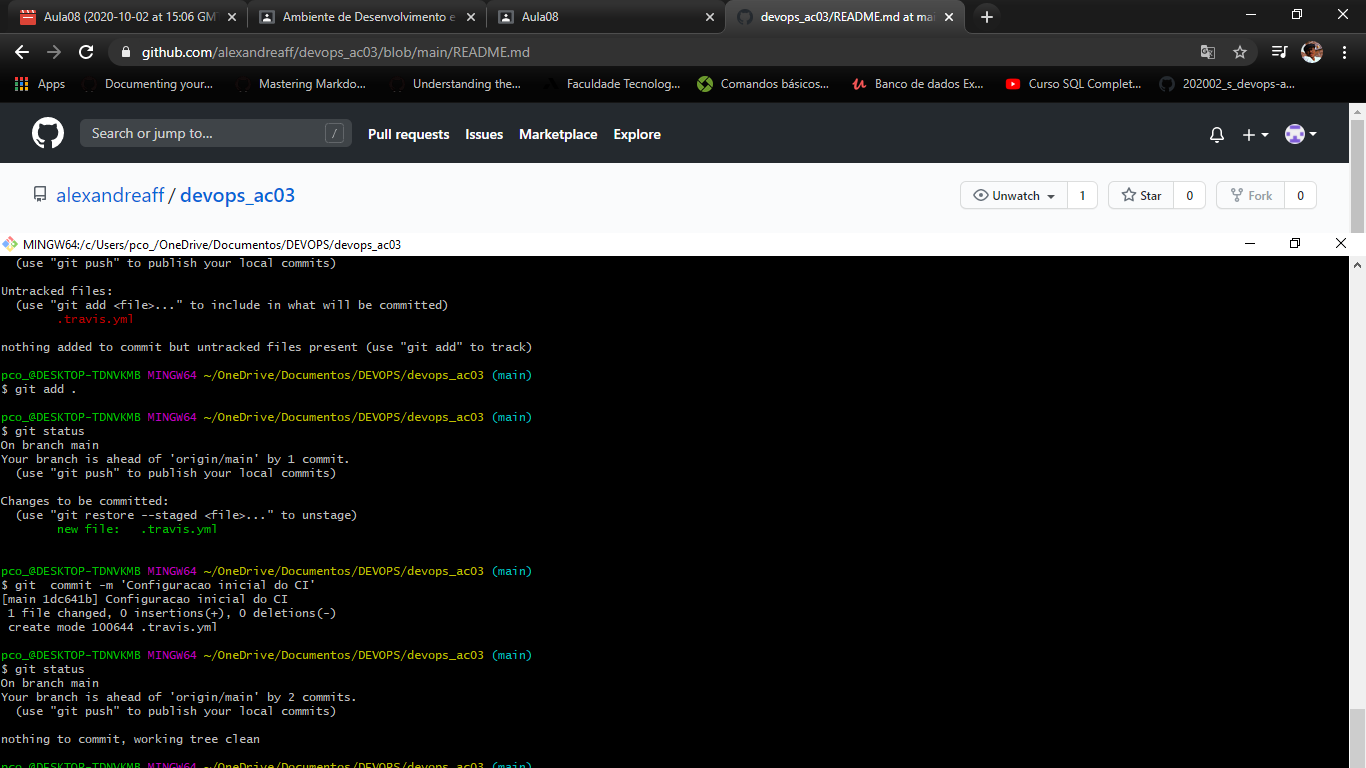 Aula08 (2020-10-02 at 15:06 GM
Ambiente de Desenvolvimento e
Aula08
devops_ac03/README.md at mai
github.com/alexandreaff/devops_ac03/blob/main/README.md
Apps
Documenting your...
Mastering Markdo...
Understanding the...
Faculdade Tecnolog...
Comandos básicos...
Banco de dados Ex...
Curso SQL Complet...
202002_s_devops-a...
Search or jump to...
/
Pull requests
Issues
Marketplace
Explore
alexandreaff / devops_ac03
Unwatch
1
Star
0
Fork
0
MINGW64:/c/Users/pco_/OneDrive/Documentos/DEVOPS/devops_ac03
(use "git push" to publish your local commits)
Untracked files:
(use "git add <file>..." to include in what will be committed)
.travis.yml
nothing added to commit but untracked files present (use "git add" to track)
pco_@DESKTOP-TDNVKMB MINGW64 ~/OneDrive/Documentos/DEVOPS/devops_ac03 (main)
$ git add .
pco_@DESKTOP-TDNVKMB MINGW64 ~/OneDrive/Documentos/DEVOPS/devops_ac03 (main)
$ git status
On branch main
Your branch is ahead of 'origin/main' by 1 commit.
(use "git push" to publish your local commits)
Changes to be committed:
(use "git restore --staged <file>..." to unstage)
new file:   .travis.yml
pco_@DESKTOP-TDNVKMB MINGW64 ~/OneDrive/Documentos/DEVOPS/devops_ac03 (main)
$ git  commit -m 'Configuracao inicial do CI'
[main 1dc641b] Configuracao inicial do CI
1 file changed, 0 insertions(+), 0 deletions(-)
create mode 100644 .travis.yml
pco_@DESKTOP-TDNVKMB MINGW64 ~/OneDrive/Documentos/DEVOPS/devops_ac03 (main)
$ git status
On branch main
Your branch is ahead of 'origin/main' by 2 commits.
(use "git push" to publish your local commits)
nothing to commit, working tree clean
pco_@DESKTOP-TDNVKMB MINGW64 ~/OneDrive/Documentos/DEVOPS/devops_ac03 (main)